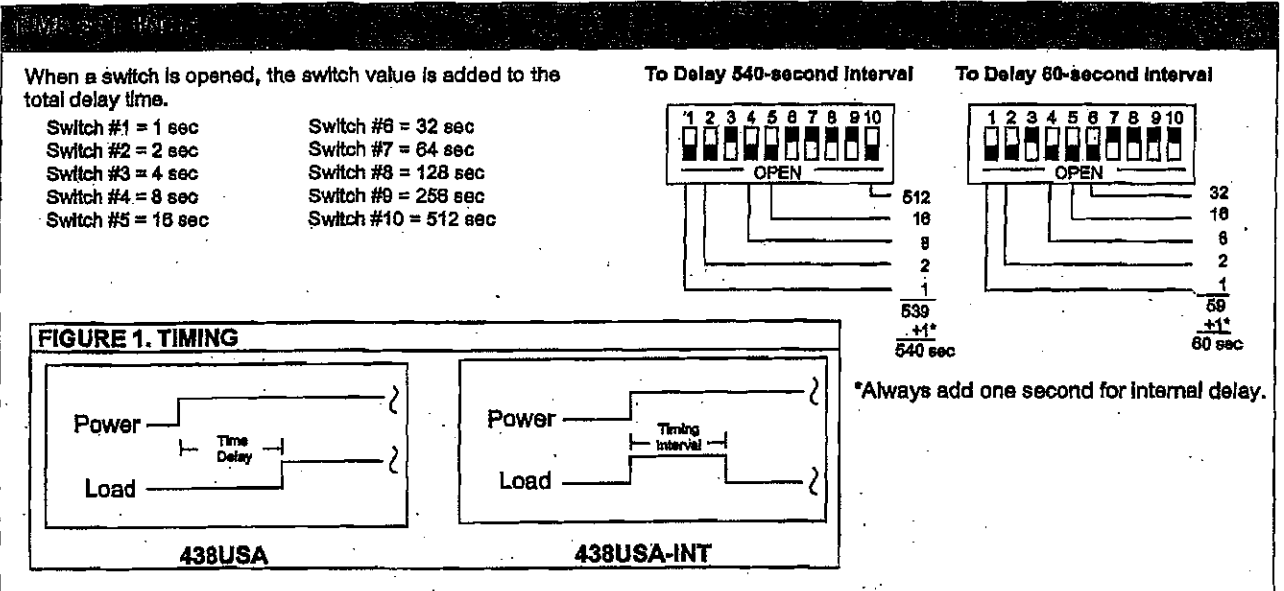 When a switch is opened, the switch value is added to the
total delay time.
Switch #1 = 1 sec
Switch #2 = 2 sec
Switch #3 = 4 sec
Switch #4 = 8 sec
Switch #5 = 16 sec
Switch #6 = 32 sec
Switch #7 = 64 sec
Switch #8 = 128 sec
Switch #9 = 256 sec
Switch #10 = 512 sec
To Delay 540-second Interval
1 2 3 4 5 6 7 8 9 10
OPEN
512
16
8
2
1
539
+1*
540 sec
To Delay 60-second Interval
1 2 3 4 5 6 7 8 9 10
OPEN
32
16
8
2
1
59
+1*
60 sec
*Always add one second for internal delay.
FIGURE 1. TIMING
Power
Time
Delay
Load
438USA
Power
Timing
Interval
Load
438USA-INT